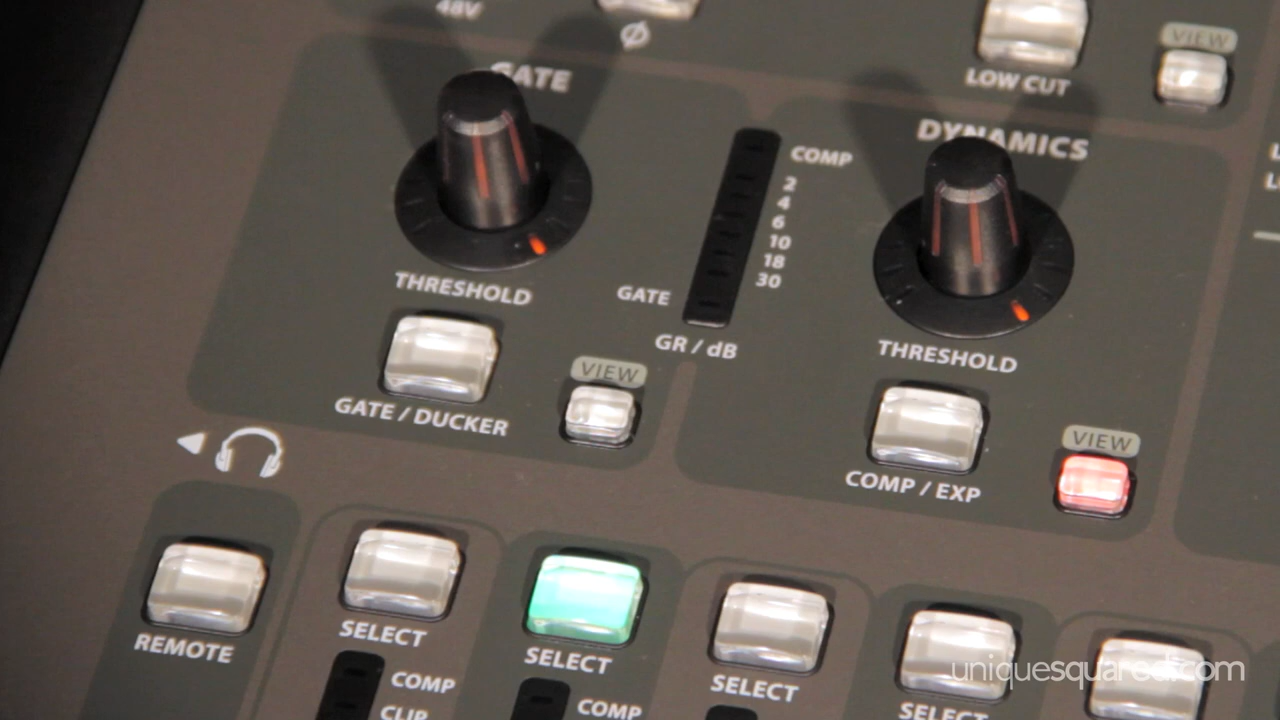 48V
Ø
LOW CUT
VIEW
GATE
DYNAMICS
COMP
2
4
6
10
18
30
GATE
GR / dB
THRESHOLD
THRESHOLD
GATE / DUCKER
VIEW
COMP / EXP
VIEW
REMOTE
SELECT
SELECT
SELECT
SELECT
COMP
CLIP
COMP
uniquesquared.com